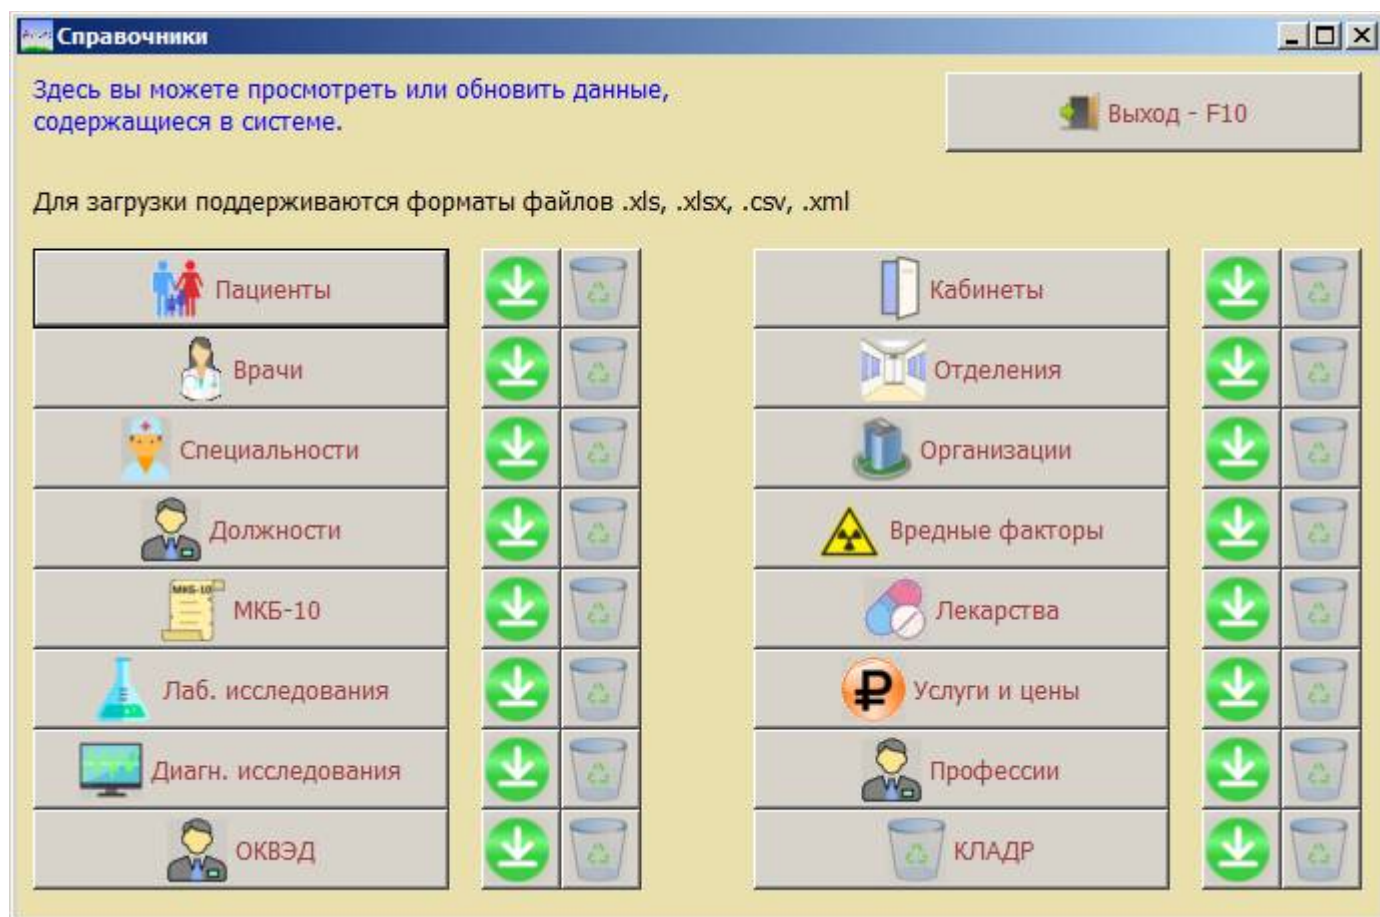 Справочники
Здесь вы можете просмотреть или обновить данные,
содержащиеся в системе.
Выход - F10
Для загрузки поддерживаются форматы файлов .xls, .xlsx, .csv, .xml
Пациенты
Кабинеты
Врачи
Отделения
Специальности
Организации
Должности
Вредные факторы
МКБ-10
МКБ-10
Лекарства
Лаб. исследования
Услуги и цены
Диагн. исследования
Профессии
ОКВЭД
КЛАДР